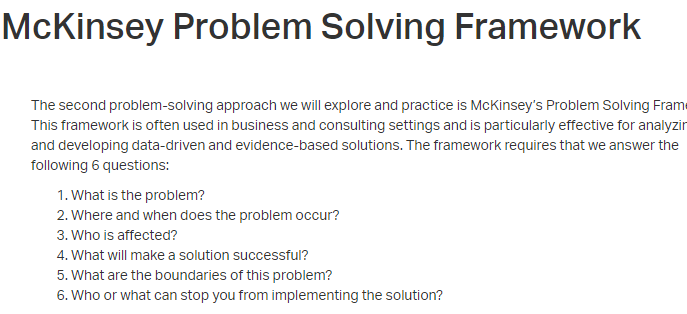 McKinsey Problem Solving Framework
The second problem-solving approach we will explore and practice is McKinsey's Problem Solving
This framework is often used in business and consulting settings and is particularly effective for
and developing data-driven and evidence-based solutions. The framework requires that we answer the
following 6 questions:
1. What is the problem?
2. Where and when does the problem occur?
3. Who is affected?
4. What will make a solution successful?
5. What are the boundaries of this problem?
6. Who or what can stop you from implementing the solution?